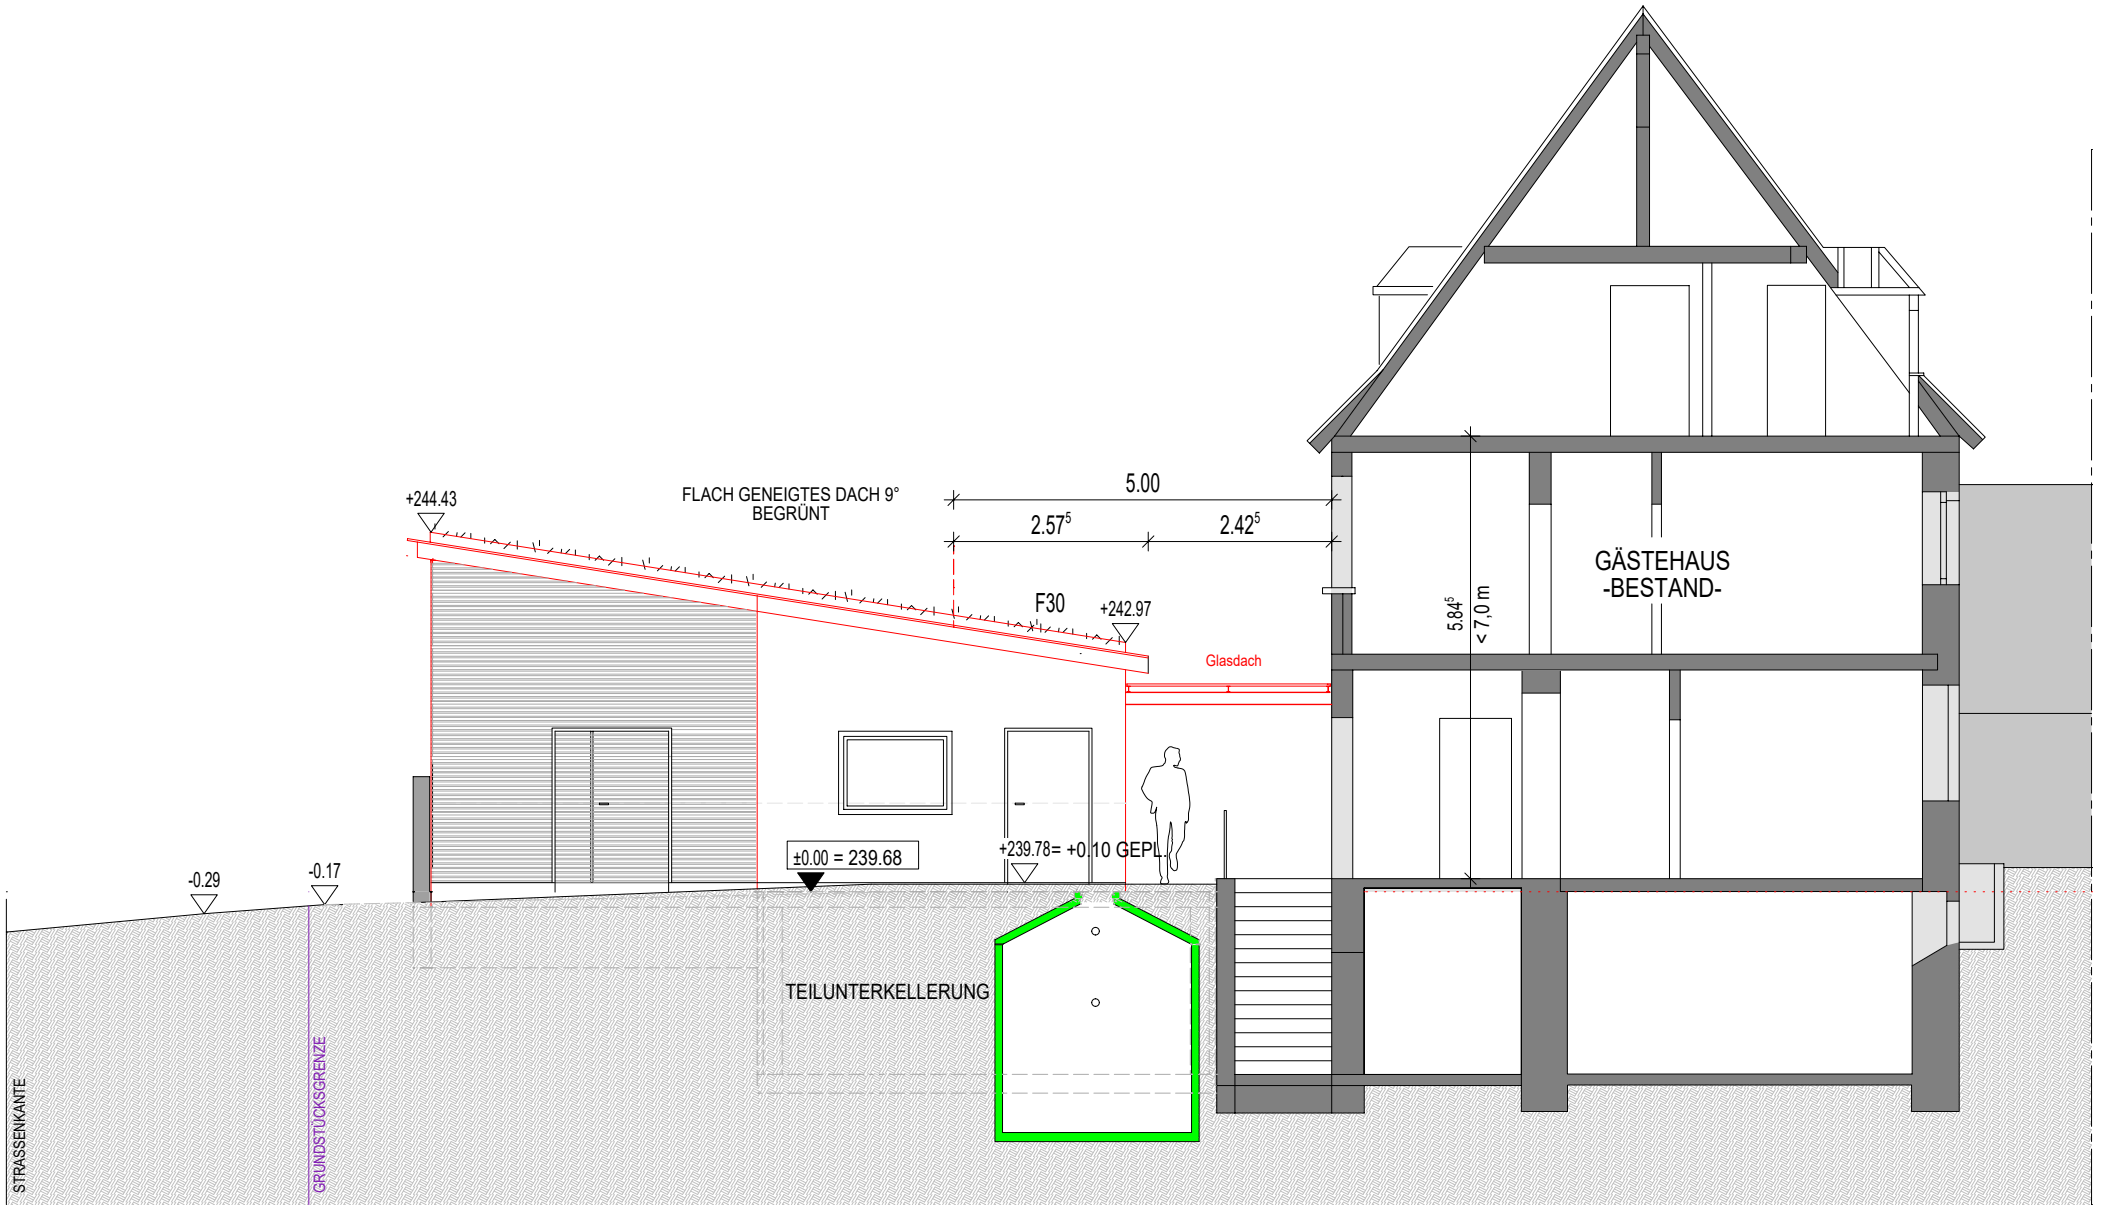 +244.43
FLACH GENEIGTES DACH 9°
BEGRÜNT
5.00
2.57⁵
2.42⁵
F30
+242.97
Glasdach
GÄSTEHAUS
-BESTAND-
5.84⁵
< 7,0 m
±0.00 = 239.68
+239.78= +0.10 GEPL.
-0.29
-0.17
TEILUNTERKELLERUNG
STRASSENKANTE
GRUNDSTÜCKSGRENZE